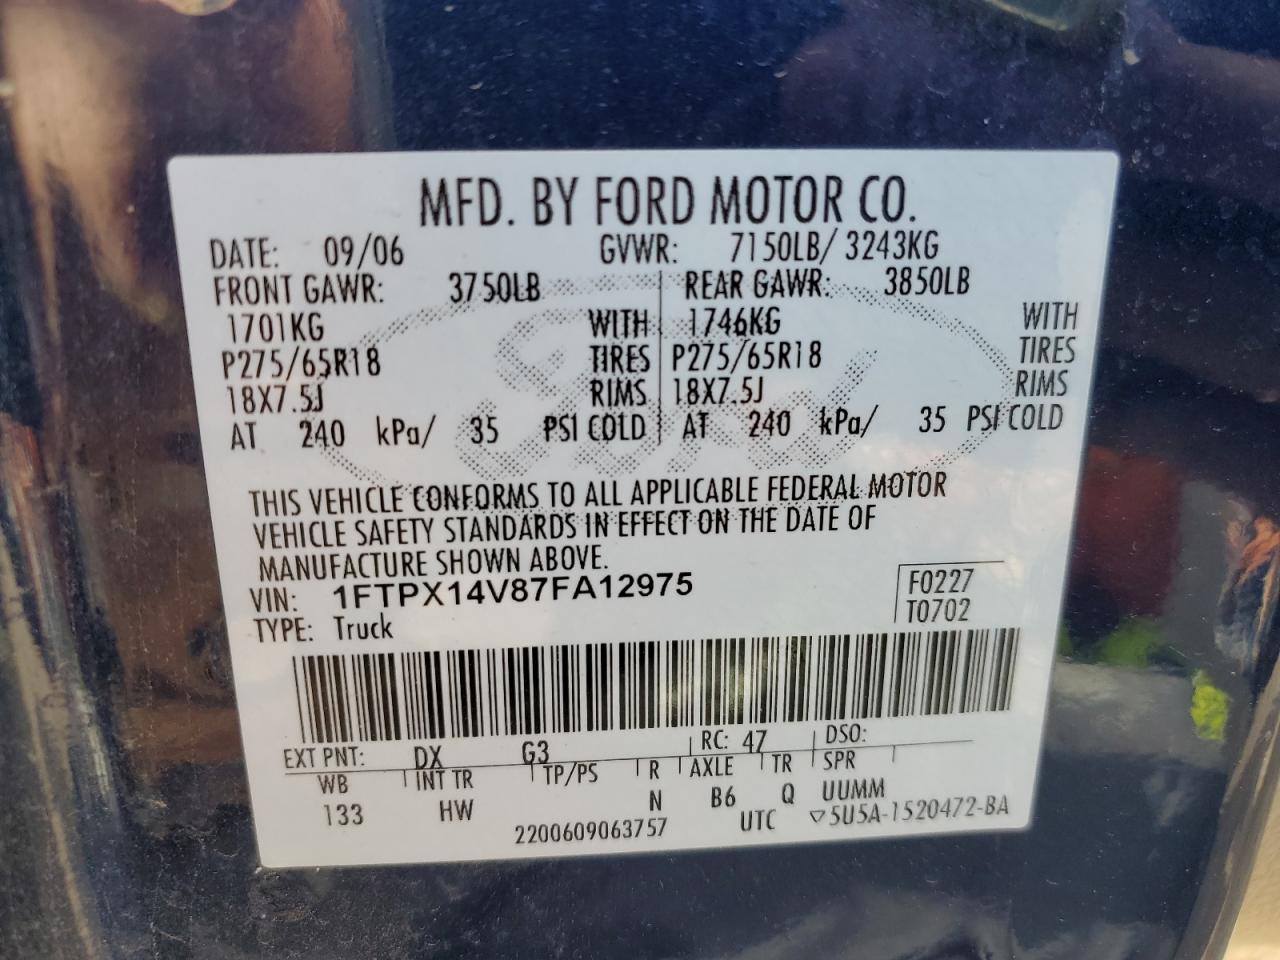 MFD. BY FORD MOTOR CO.
DATE: 09/06 GVWR: 7150LB/ 3243KG
FRONT GAWR: 3750LB REAR GAWR: 3850LB
1701KG WITH 1746KG WITH
P275/65R18 TIRES P275/65R18 TIRES
18X7.5J RIMS 18X7.5J RIMS
AT 240 kPa/ 35 PSI COLD AT 240 kPa/ 35 PSI COLD
Ford
THIS VEHICLE CONFORMS TO ALL APPLICABLE FEDERAL MOTOR
VEHICLE SAFETY STANDARDS IN EFFECT ON THE DATE OF
MANUFACTURE SHOWN ABOVE.
VIN: 1FTPX14V87FA12975 F0227
TYPE: Truck T0702
EXT PNT: DX G3 RC: 47 DSO:
WB INT TR TP/PS R AXLE TR SPR
133 HW N B6 Q UUMM
2200609063757 UTC ▽5U5A-1520472-BA